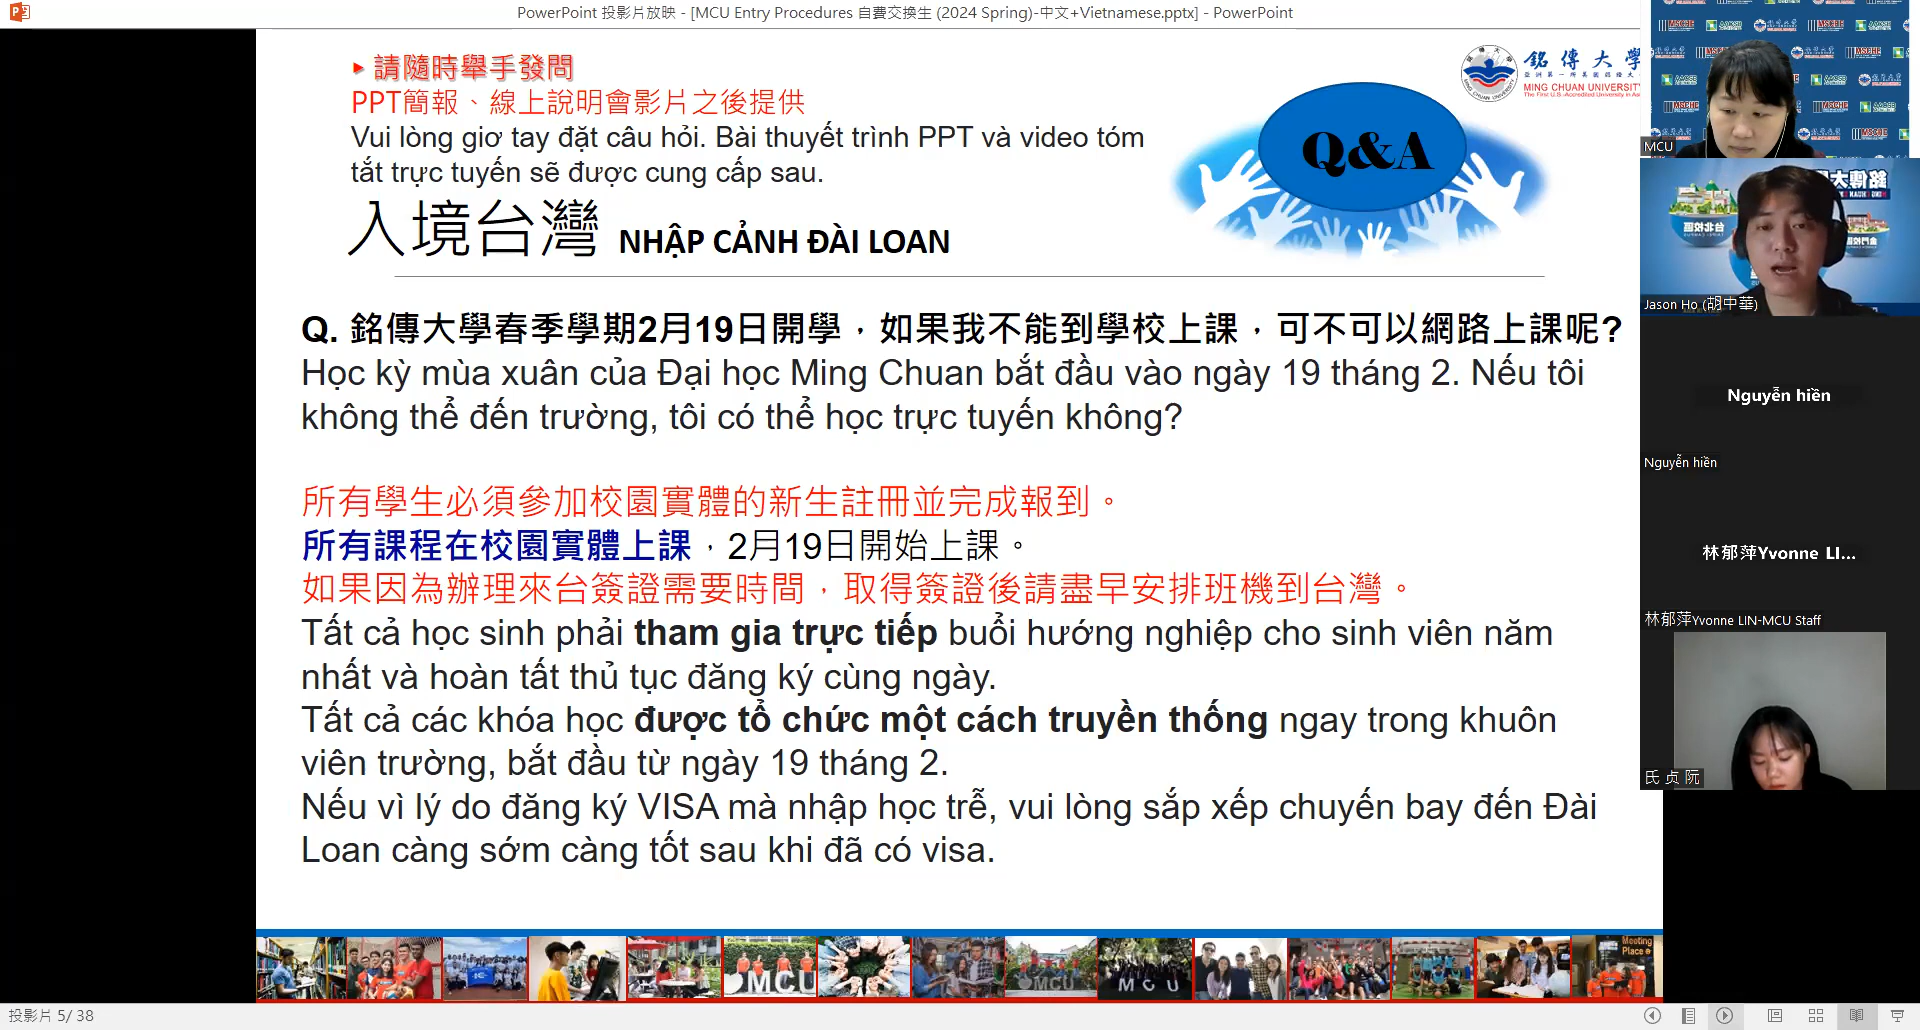 PowerPoint 投影片放映 - [MCU Entry Procedures 自費交換生 (2024 Spring)-中文+Vietnamese.pptx] - PowerPoint
請隨時舉手發問
PPT簡報、線上說明會影片之後提供
Vui lòng giơ tay đặt câu hỏi. Bài thuyết trình PPT và video tóm
tắt trực tuyến sẽ được cung cấp sau.
入境台灣 NHẬP CẢNH ĐÀI LOAN
Q&A
銘傳大學
MING CHUAN UNIVERSITY
Q. 銘傳大學春季學期2月19日開學，如果我不能到學校上課，可不可以網路上課呢?
Học kỳ mùa xuân của Đại học Ming Chuan bắt đầu vào ngày 19 tháng 2. Nếu tôi
không thể đến trường, tôi có thể học trực tuyến không?
所有學生必須參加校園實體的新生註冊並完成報到。
所有課程在校園實體上課，2月19日開始上課。
如果因為辦理來台簽證需要時間，取得簽證後請盡早安排班機到台灣。
Tất cả học sinh phải tham gia trực tiếp buổi hướng nghiệp cho sinh viên năm
nhất và hoàn tất thủ tục đăng ký cùng ngày.
Tất cả các khóa học được tổ chức một cách truyền thống ngay trong khuôn
viên trường, bắt đầu từ ngày 19 tháng 2.
Nếu vì lý do đăng ký VISA mà nhập học trễ, vui lòng sắp xếp chuyến bay đến Đài
Loan càng sớm càng tốt sau khi đã có visa.
MCU
MCU
MCU
Meeting
Place
MCU
Jason Ho (胡中華)
Nguyễn hiền
Nguyễn hiền
林郁萍Yvonne LI...
林郁萍Yvonne LIN-MCU Staff
氏 贞 阮
投影片 5/ 38